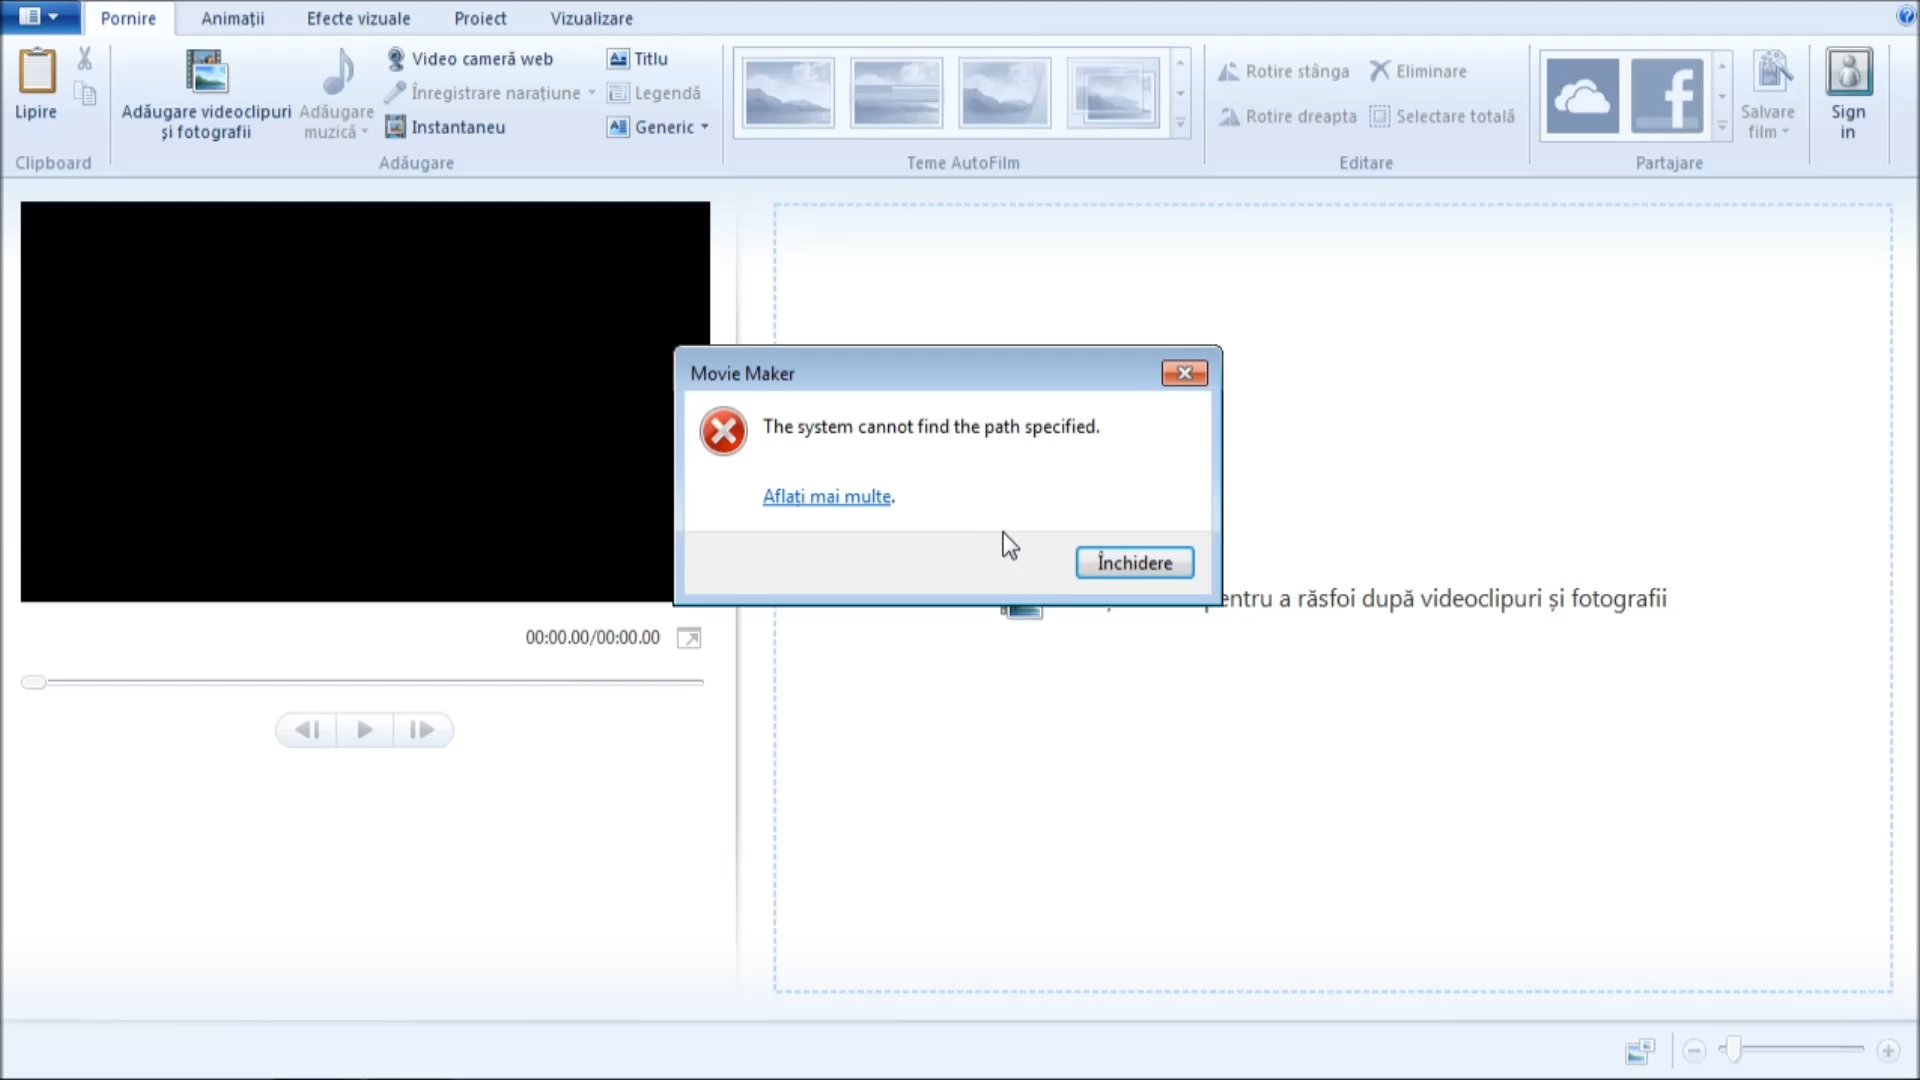 Pornire
Animații
Efecte vizuale
Proiect
Vizualizare
Lipire
Clipboard
Adăugare videoclipuri
și fotografii
Adăugare
muzică
Video cameră web
Înregistrare narațiune
Instantaneu
Titlu
Legendă
Generic
Adăugare
Teme AutoFilm
Rotire stânga
Eliminare
Rotire dreapta
Selectare totală
Editare
Partajare
Salvare
film
Sign
in
Movie Maker
The system cannot find the path specified.
Aflați mai multe.
Închidere
pentru a răsfoi după videoclipuri și fotografii
00:00.00/00:00.00